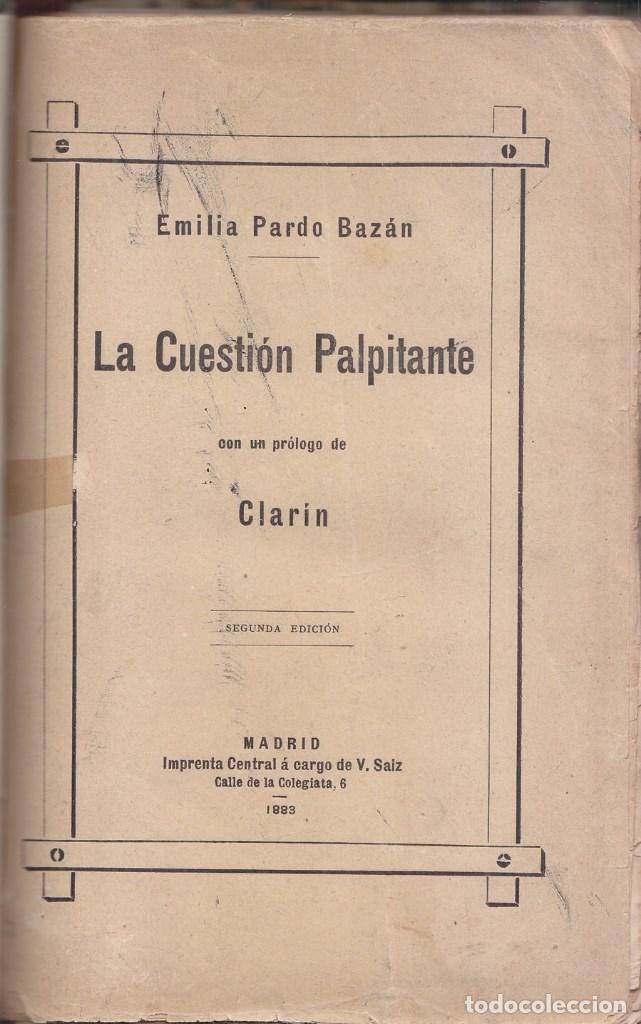 Emilia Pardo Bazán
La Cuestión Palpitante
con un prólogo de
Clarín
SEGUNDA EDICIÓN
MADRID
Imprenta Central á cargo de V. Saiz
Calle de la Colegiata, 6
1883
todocoleccion